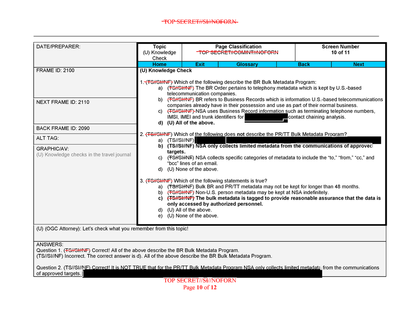 TOP SECRET//SI//NOFORN
DATE/PREPARER:
Topic
(U) Knowledge
Check
Page Classification
TOP SECRET//COMINT//NOFORN
Screen Number
10 of 11
Home
Exit
Glossary
Back
Next
FRAME ID: 2100
NEXT FRAME ID: 2110
BACK FRAME ID: 2090
ALT TAG:
GRAPHIC/AV:
(U) Knowledge checks in the travel journal
(U) Knowledge Check
1. (TS//SI//NF) Which of the following describe the BR Bulk Metadata Program:
a) (TS//SI//NF) The BR Order pertains to telephony metadata which is kept by U.S.-based
telecommunication companies.
b) (TS//SI//NF) BR refers to Business Records which is information U.S.-based telecommunications
companies already have in their possession and use as part of their normal business.
c) (TS//SI//NF) NSA uses Business Record information such as terminating telephone numbers,
IMSI, IMEI and trunk identifiers for contact chaining analysis.
d) (U) All of the above.
2. (TS//SI//NF) Which of the following does not describe the PR/TT Bulk Metadata Program?
a) (TS//SI//NF)
b) (TS//SI//NF) NSA only collects limited metadata from the communications of approved
targets.
c) (TS//SI//NF) NSA collects specific categories of metadata to include the "to," "from," "cc," and
"bcc" lines of an email.
d) (U) None of the above.
3. (TS//SI//NF) Which of the following statements is true?
a) (TS//SI//NF) Bulk BR and PR/TT metadata may not be kept for longer than 48 months.
b) (TS//SI//NF) Non-U.S. person metadata may be kept at NSA indefinitely.
c) (TS//SI//NF) The bulk metadata is tagged to provide reasonable assurance that the data is
only accessed by authorized personnel.
d) (U) All of the above.
e) (U) None of the above.
(U) (OGC Attorney): Let's check what you remember from this topic!
ANSWERS:
Question 1. (TS//SI//NF) Correct! All of the above describe the BR Bulk Metadata Program.
(TS//SI//NF) Incorrect. The correct answer is d). All of the above describe the BR Bulk Metadata Program.
Question 2. (TS//SI//NF) Correct! It is NOT TRUE that for the PR/TT Bulk Metadata Program NSA only collects limited metadata from the communications
of approved targets.
TOP SECRET//SI//NOFORN
Page 10 of 12